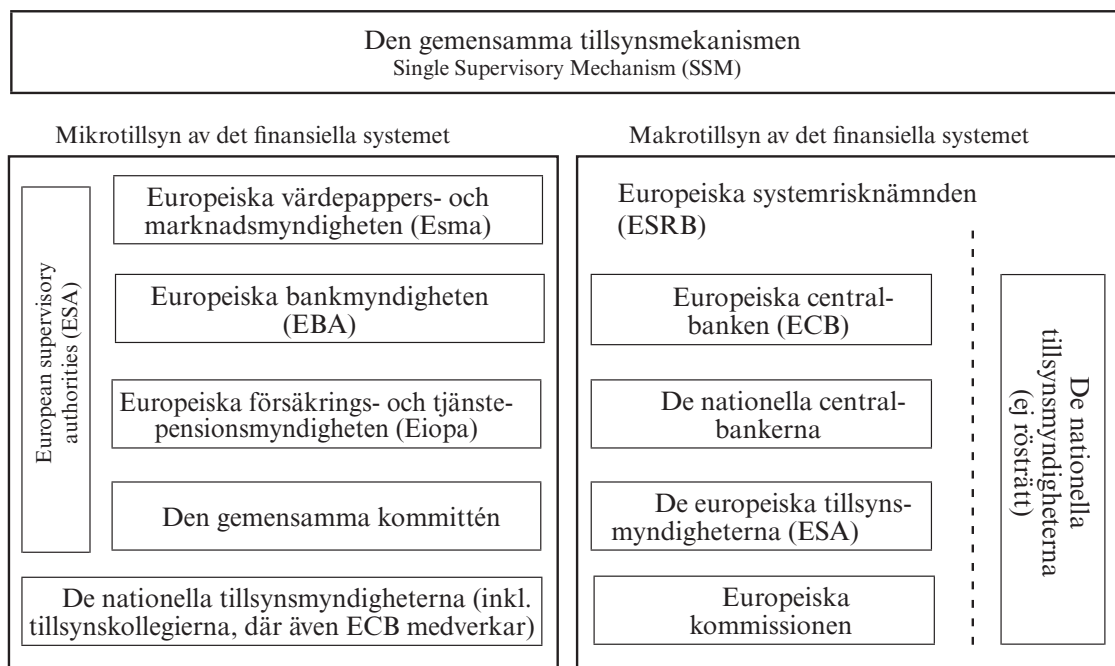 Den gemensamma tillsynsmekanismen
Single Supervisory Mechanism (SSM)
Mikrotillsyn av det finansiella systemet
European supervisory
authorities (ESA)
Europeiska värdepappers- och
marknadsmyndigheten (Esma)
Europeiska bankmyndigheten
(EBA)
Europeiska försäkrings- och tjänste-
pensionsmyndigheten (Eiopa)
Den gemensamma kommittén
De nationella tillsynsmyndigheterna (inkl.
tillsynskollegierna, där även ECB medverkar)
Makrotillsyn av det finansiella systemet
Europeiska systemrisknämnden
(ESRB)
Europeiska central-
banken (ECB)
De nationella central-
bankerna
De europeiska tillsyns-
myndigheterna (ESA)
Europeiska
kommissionen
De nationella
tillsynsmyndigheterna
(ej rösträtt)